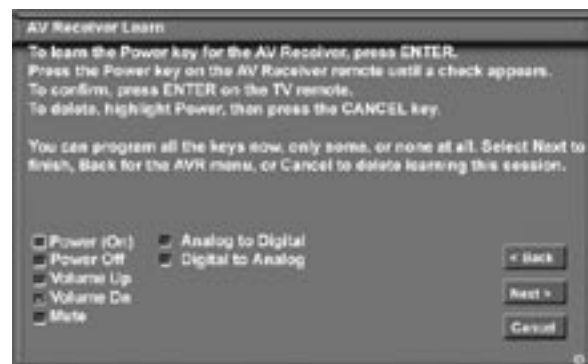 AV Receiver Learn
To learn the Power key for the AV Receiver, press ENTER.
Press the Power key on the AV Receiver remote until a check appears.
To confirm, press ENTER on the TV remote.
To delete, highlight Power, then press the CANCEL key.
You can program all the keys now, only some, or none at all. Select Next to
finish, Back for the AVR menu, or Cancel to delete learning this session.
Power (On)
Power Off
Volume Up
Volume Dn
Mute
Analog to Digital
Digital to Analog
< Back
Next >
Cancel